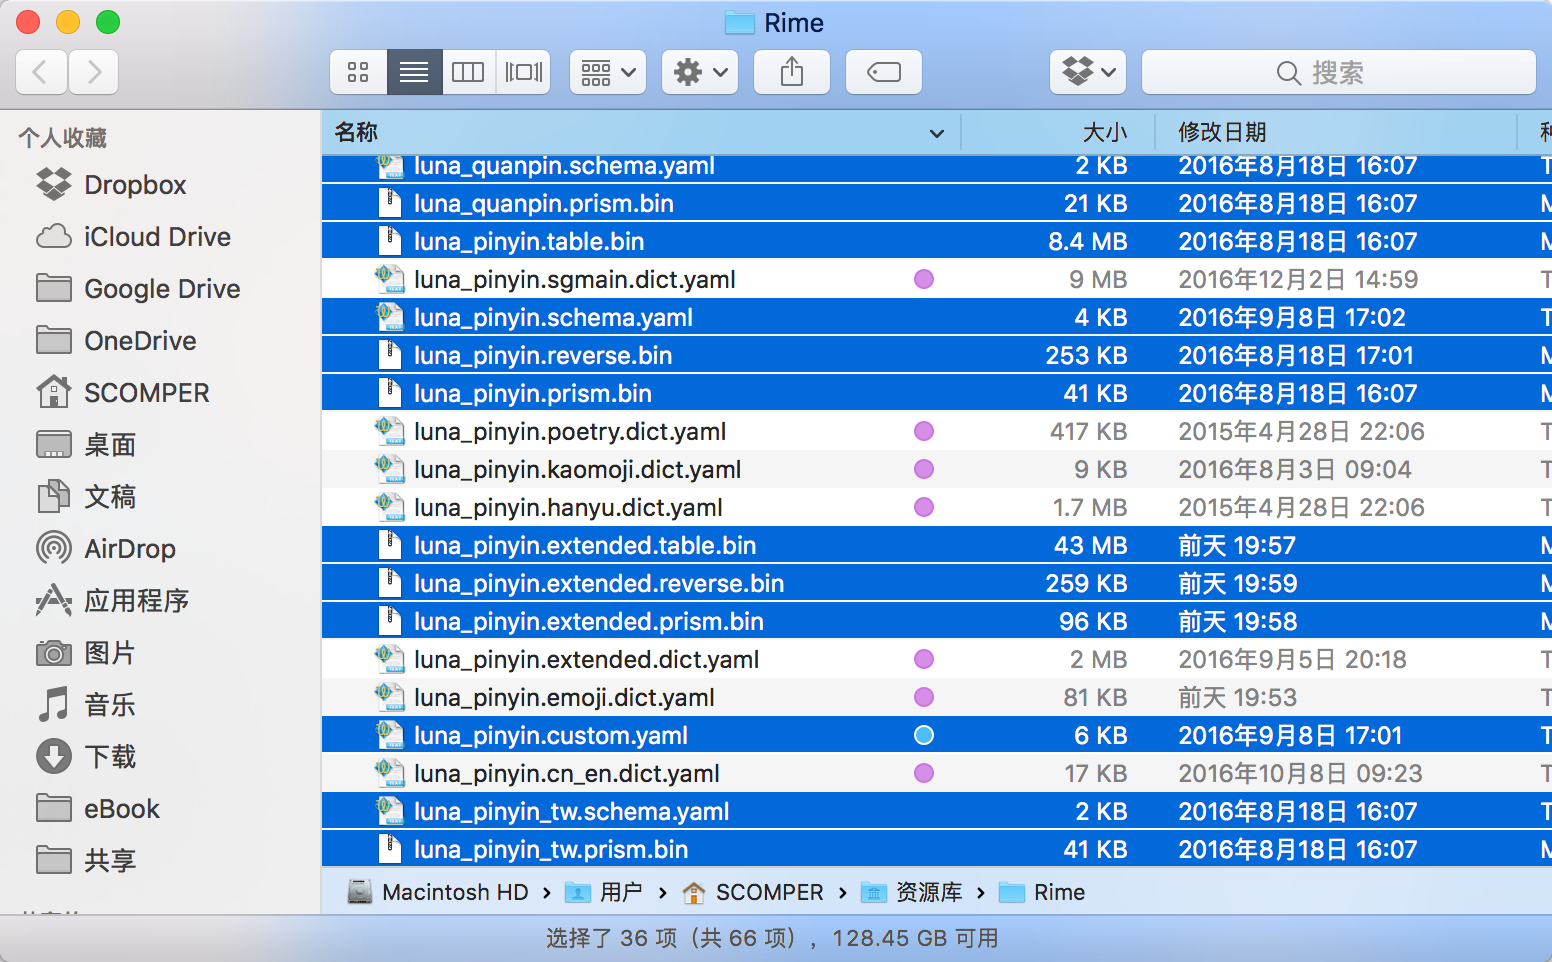 Rime
搜索
个人收藏
Dropbox
iCloud Drive
Google Drive
OneDrive
SCOMPER
桌面
文稿
AirDrop
应用程序
图片
音乐
下载
eBook
共享
名称 大小 修改日期
luna_quanpin.schema.yaml 2 KB 2016年8月18日 16:07 T
luna_quanpin.prism.bin 21 KB 2016年8月18日 16:07 M
luna_pinyin.table.bin 8.4 MB 2016年8月18日 16:07 M
luna_pinyin.sgmain.dict.yaml 9 MB 2016年12月2日 14:59 T
luna_pinyin.schema.yaml 4 KB 2016年9月8日 17:02 T
luna_pinyin.reverse.bin 253 KB 2016年8月18日 17:01 M
luna_pinyin.prism.bin 41 KB 2016年8月18日 16:07 M
luna_pinyin.poetry.dict.yaml 417 KB 2015年4月28日 22:06 T
luna_pinyin.kaomoji.dict.yaml 9 KB 2016年8月3日 09:04 T
luna_pinyin.hanyu.dict.yaml 1.7 MB 2015年4月28日 22:06 T
luna_pinyin.extended.table.bin 43 MB 前天 19:57 M
luna_pinyin.extended.reverse.bin 259 KB 前天 19:59 M
luna_pinyin.extended.prism.bin 96 KB 前天 19:58 M
luna_pinyin.extended.dict.yaml 2 MB 2016年9月5日 20:18 T
luna_pinyin.emoji.dict.yaml 81 KB 前天 19:53 T
luna_pinyin.custom.yaml 6 KB 2016年9月8日 17:01 T
luna_pinyin.cn_en.dict.yaml 17 KB 2016年10月8日 09:23 T
luna_pinyin_tw.schema.yaml 2 KB 2016年8月18日 16:07 T
luna_pinyin_tw.prism.bin 41 KB 2016年8月18日 16:07 M
Macintosh HD › 用户 › SCOMPER › 资源库 › Rime
选择了 36 项（共 66 项），128.45 GB 可用